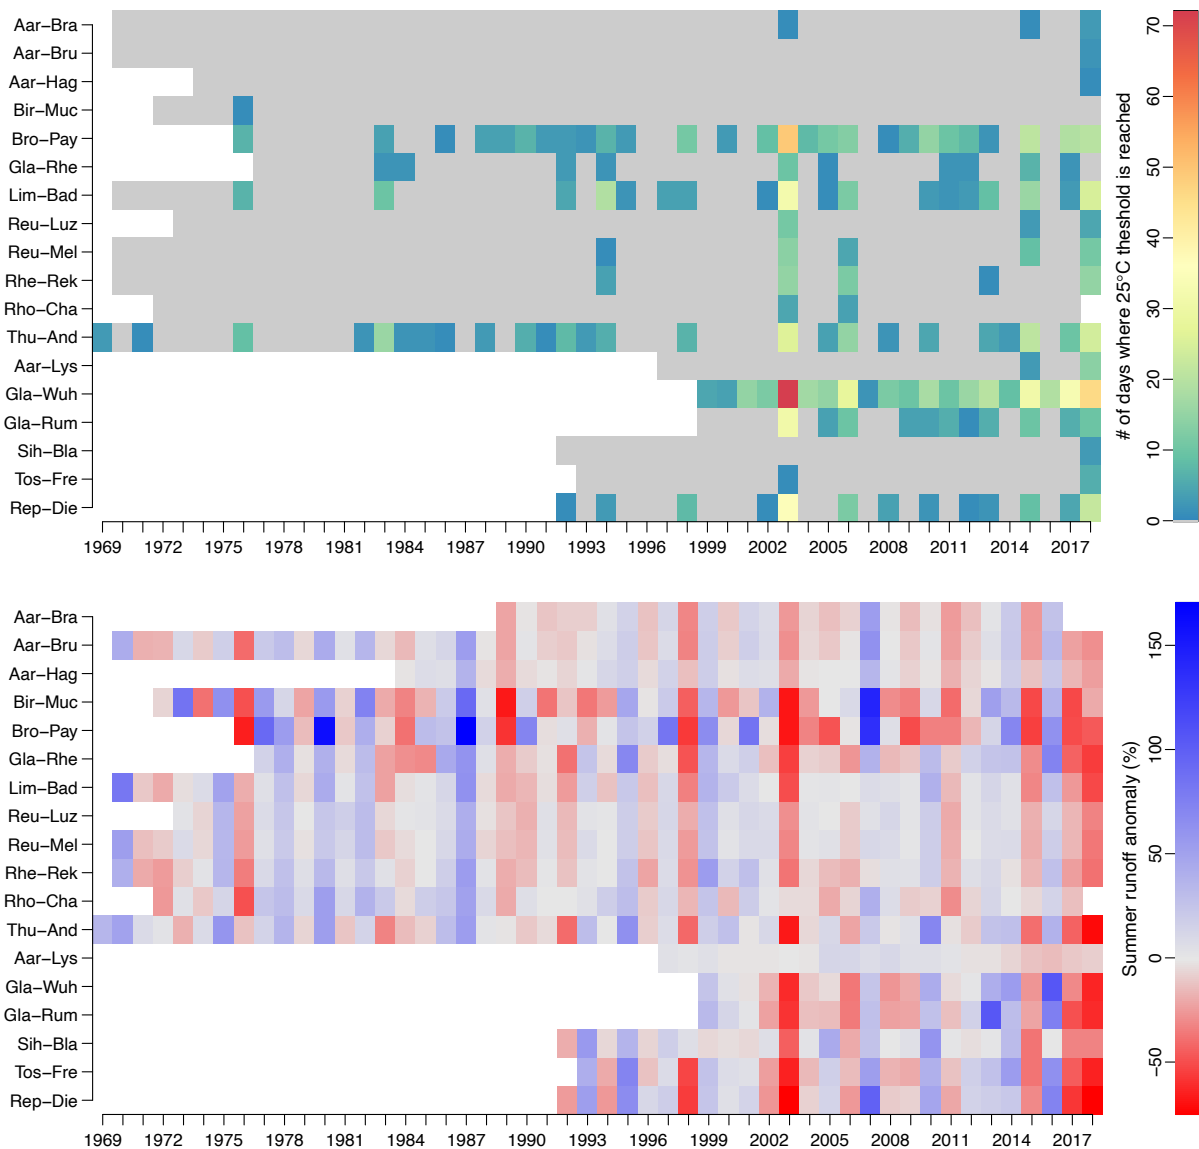 Aar−Bra
Aar−Bru
Aar−Hag
Bir−Muc
Bro−Pay
Gla−Rhe
Lim−Bad
Reu−Luz
Reu−Mel
Rhe−Rek
Rho−Cha
Thu−And
Aar−Lys
Gla−Wuh
Gla−Rum
Sih−Bla
Tos−Fre
Rep−Die
1969 1972 1975 1978 1981 1984 1987 1990 1993 1996 1999 2002 2005 2008 2011 2014 2017
0 10 20 30 40 50 60 70
# of days where 25°C theshold is reached
Aar−Bra
Aar−Bru
Aar−Hag
Bir−Muc
Bro−Pay
Gla−Rhe
Lim−Bad
Reu−Luz
Reu−Mel
Rhe−Rek
Rho−Cha
Thu−And
Aar−Lys
Gla−Wuh
Gla−Rum
Sih−Bla
Tos−Fre
Rep−Die
1969 1972 1975 1978 1981 1984 1987 1990 1993 1996 1999 2002 2005 2008 2011 2014 2017
−50 0 50 100 150
Summer runoff anomaly (%)